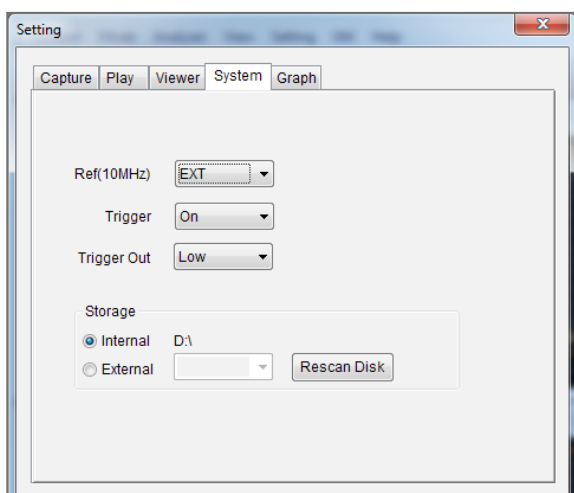 Setting
Capture Play Viewer System Graph
Ref(10MHz) EXT
Trigger On
Trigger Out Low
Storage
Internal D:\
External Rescan Disk